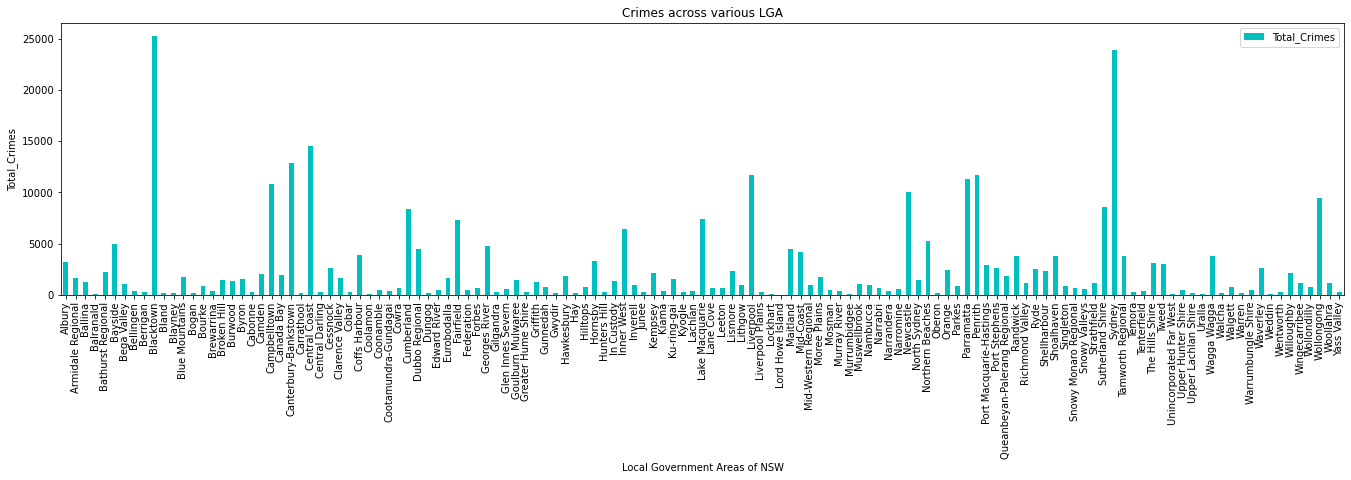 Crimes across various LGA
Total_Crimes
Total_Crimes
25000
20000
15000
10000
5000
0
Albury
Armidale Regional
Ballina
Balranald
Bathurst Regional
Bayside
Bega Valley
Bellingen
Berrigan
Blacktown
Bland
Blayney
Blue Mountains
Bogan
Bourke
Brewarrina
Broken Hill
Burwood
Byron
Cabonne
Camden
Campbelltown
Canada Bay
Canterbury-Bankstown
Carrathool
Central Coast
Central Darling
Cessnock
Clarence Valley
Cobar
Coffs Harbour
Coolamon
Coonamble
Cootamundra-Gundagai
Cowra
Cumberland
Dubbo Regional
Dungog
Edward River
Eurobodalla
Fairfield
Federation
Forbes
Georges River
Gilgandra
Glen Innes Severn
Goulburn Mulwaree
Greater Hume Shire
Griffith
Gunnedah
Gwydir
Hawkesbury
Hay
Hilltops
Hornsby
Hunters Hill
In Custody
Inner West
Inverell
Junee
Kempsey
Kiama
Ku-ring-gai
Kyogle
Lachlan
Lake Macquarie
Lane Cove
Leeton
Lismore
Lithgow
Liverpool
Liverpool Plains
Lockhart
Lord Howe Island
Maitland
Mid-Coast
Mid-Western Regional
Moree Plains
Mosman
Murray River
Murrumbidgee
Muswellbrook
Nambucca
Narrabri
Narrandera
Narromine
Newcastle
North Sydney
Northern Beaches
Oberon
Orange
Parkes
Parramatta
Penrith
Port Macquarie-Hastings
Port Stephens
Queanbeyan-Palerang Regional
Randwick
Richmond Valley
Ryde
Shellharbour
Shoalhaven
Singleton
Snowy Monaro Regional
Snowy Valleys
Strathfield
Sutherland Shire
Sydney
Tamworth Regional
Temora
Tenterfield
The Hills Shire
Tweed
Unincorporated Far West
Upper Hunter Shire
Upper Lachlan Shire
Uralla
Wagga Wagga
Walcha
Walgett
Warren
Warrumbungle Shire
Waverley
Weddin
Wentworth
Willoughby
Wingecarribee
Wollondilly
Wollongong
Woollahra
Yass Valley
Local Government Areas of NSW